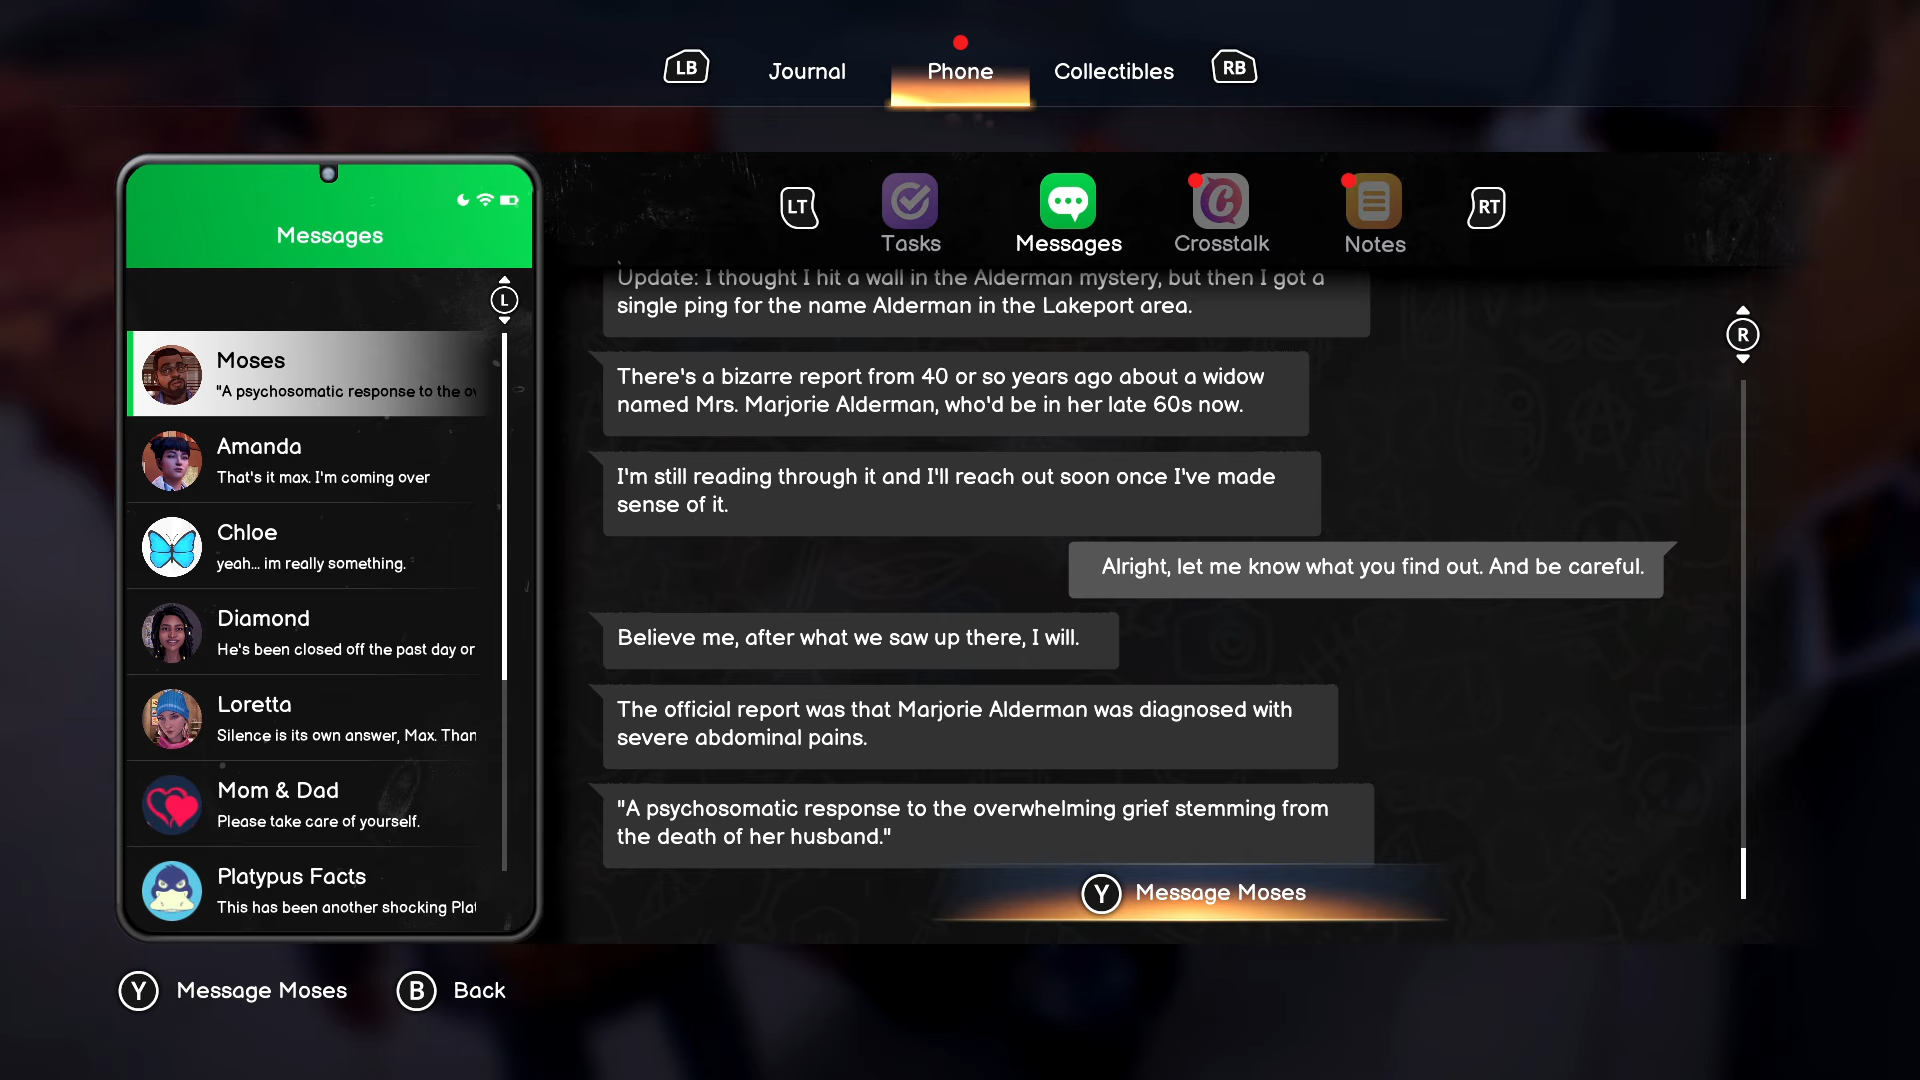 LB
Journal
Phone
Collectibles
RB
Messages
LT
Tasks
Messages
Crosstalk
Notes
RT
L
Moses
"A psychosomatic response to the ov
Amanda
That's it max. I'm coming over
Chloe
yeah... im really something.
Diamond
He's been closed off the past day or
Loretta
Silence is its own answer, Max. Than
Mom & Dad
Please take care of yourself.
Platypus Facts
This has been another shocking Plat
Update: I thought I hit a wall in the Alderman mystery, but then I got a
single ping for the name Alderman in the Lakeport area.
R
There's a bizarre report from 40 or so years ago about a widow
named Mrs. Marjorie Alderman, who'd be in her late 60s now.
I'm still reading through it and I'll reach out soon once I've made
sense of it.
Alright, let me know what you find out. And be careful.
Believe me, after what we saw up there, I will.
The official report was that Marjorie Alderman was diagnosed with
severe abdominal pains.
"A psychosomatic response to the overwhelming grief stemming from
the death of her husband."
Y Message Moses
Y Message Moses
B Back